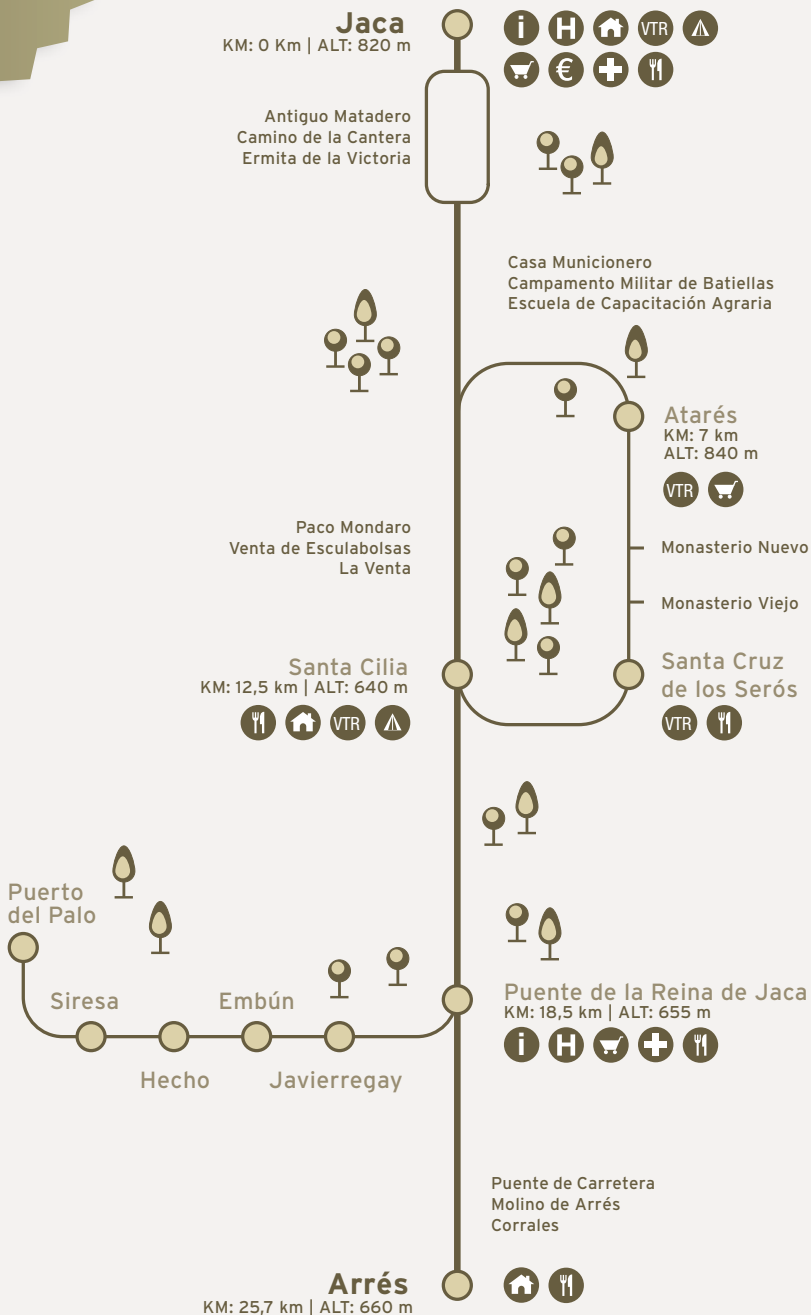 Jaca
KM: 0 Km | ALT: 820 m
i H VTR
€
Antiguo Matadero
Camino de la Cantera
Ermita de la Victoria
Casa Municionero
Campamento Militar de Batiellas
Escuela de Capacitación Agraria
Atarés
KM: 7 km
ALT: 840 m
VTR
Paco Mondaro
Venta de Esculabolsas
La Venta
Monasterio Nuevo
Monasterio Viejo
Santa Cilia
KM: 12,5 km | ALT: 640 m
VTR
Santa Cruz
de los Serós
VTR
Puerto
del Palo
Siresa
Embún
Hecho
Javierregay
Puente de la Reina de Jaca
KM: 18,5 km | ALT: 655 m
i H
Puente de Carretera
Molino de Arrés
Corrales
Arrés
KM: 25,7 km | ALT: 660 m